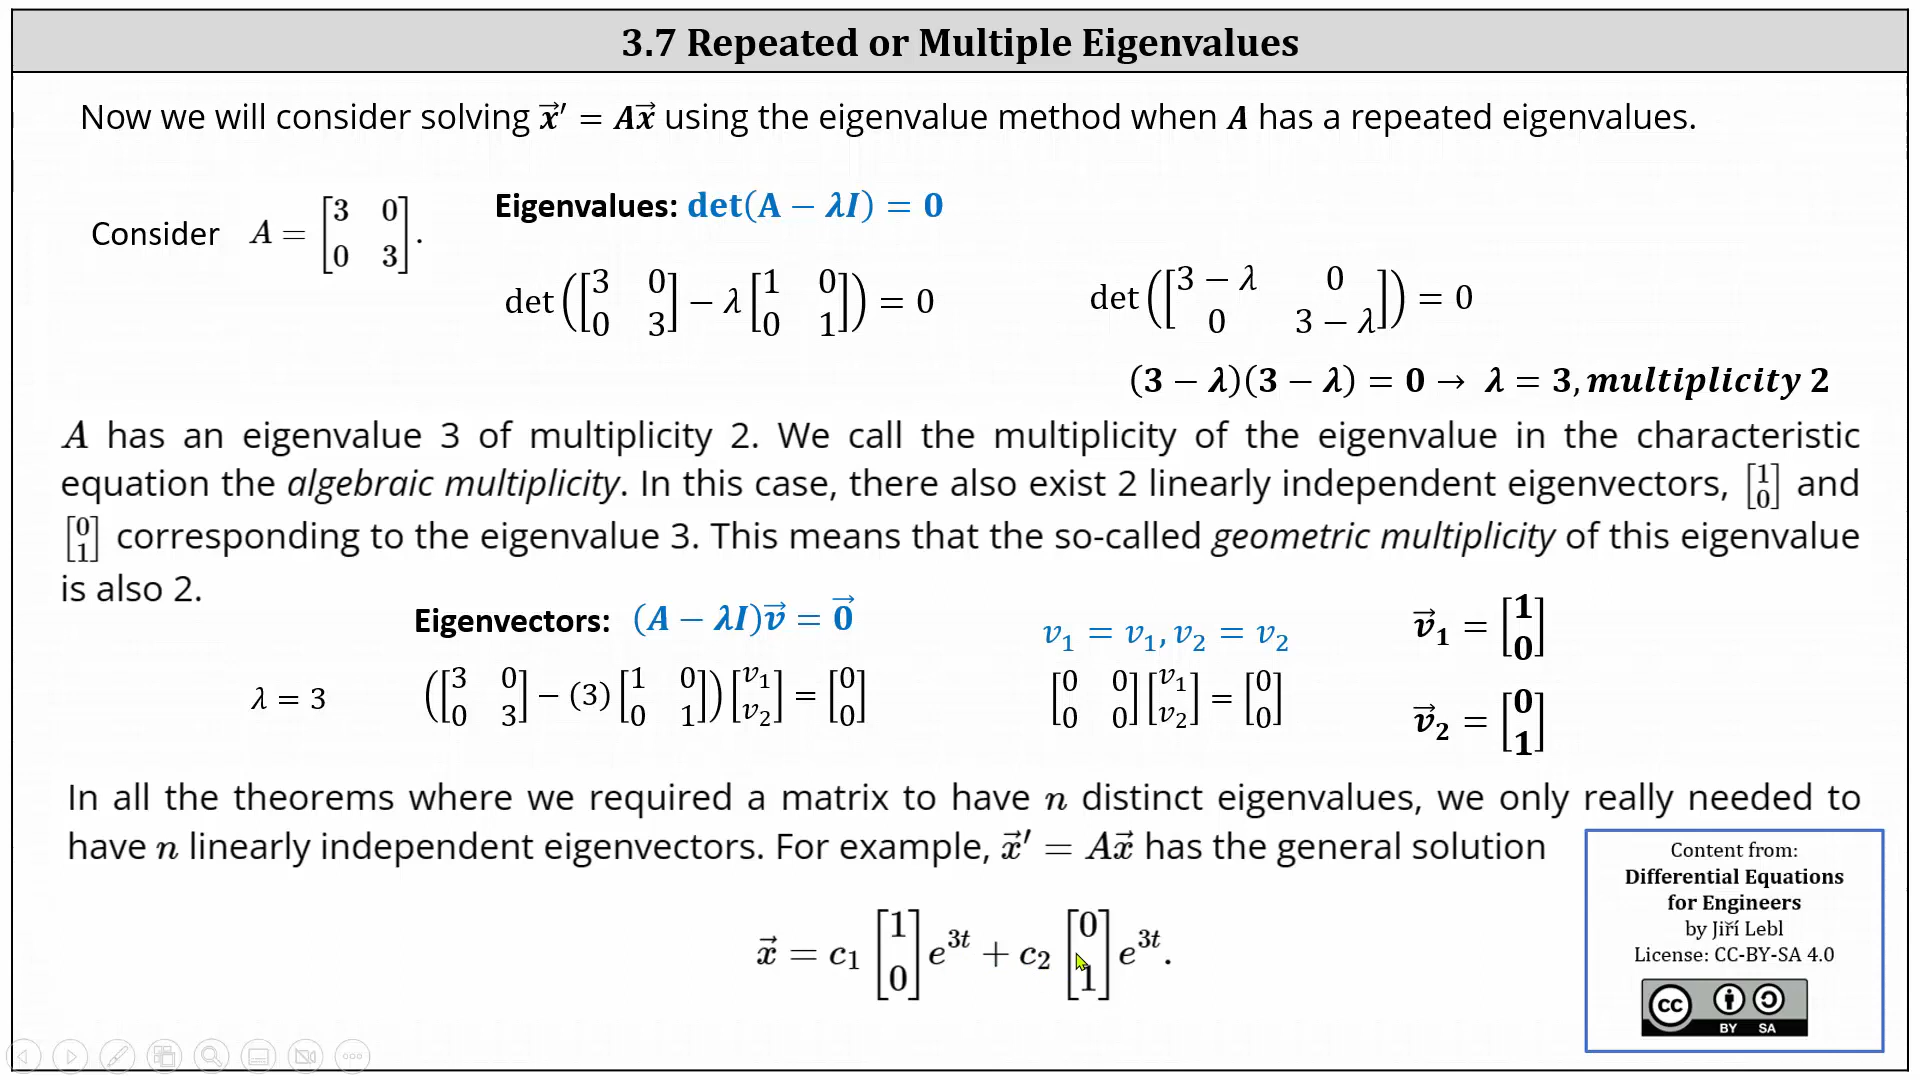 3.7 Repeated or Multiple Eigenvalues
Now we will consider solving x⃗′ = Ax⃗ using the eigenvalue method when A has a repeated eigenvalues.
Consider A = [3 0; 0 3].
Eigenvalues: det(A − λI) = 0
det([3 0; 0 3] − λ[1 0; 0 1]) = 0
det([3 − λ 0; 0 3 − λ]) = 0
(3 − λ)(3 − λ) = 0 → λ = 3, multiplicity 2
A has an eigenvalue 3 of multiplicity 2. We call the multiplicity of the eigenvalue in the characteristic
equation the algebraic multiplicity. In this case, there also exist 2 linearly independent eigenvectors, [1; 0] and
[0; 1] corresponding to the eigenvalue 3. This means that the so-called geometric multiplicity of this eigenvalue
is also 2.
Eigenvectors: (A − λI)v⃗ = 0⃗
λ = 3
([3 0; 0 3] − (3)[1 0; 0 1])[v₁; v₂] = [0; 0]
v₁ = v₁, v₂ = v₂
[0 0; 0 0][v₁; v₂] = [0; 0]
v⃗₁ = [1; 0]
v⃗₂ = [0; 1]
In all the theorems where we required a matrix to have n distinct eigenvalues, we only really needed to
have n linearly independent eigenvectors. For example, x⃗′ = Ax⃗ has the general solution
x⃗ = c₁ [1; 0] e^{3t} + c₂ [0; 1] e^{3t}.
Content from:
Differential Equations
for Engineers
by Jiří Lebl
License: CC-BY-SA 4.0
cc
BY SA